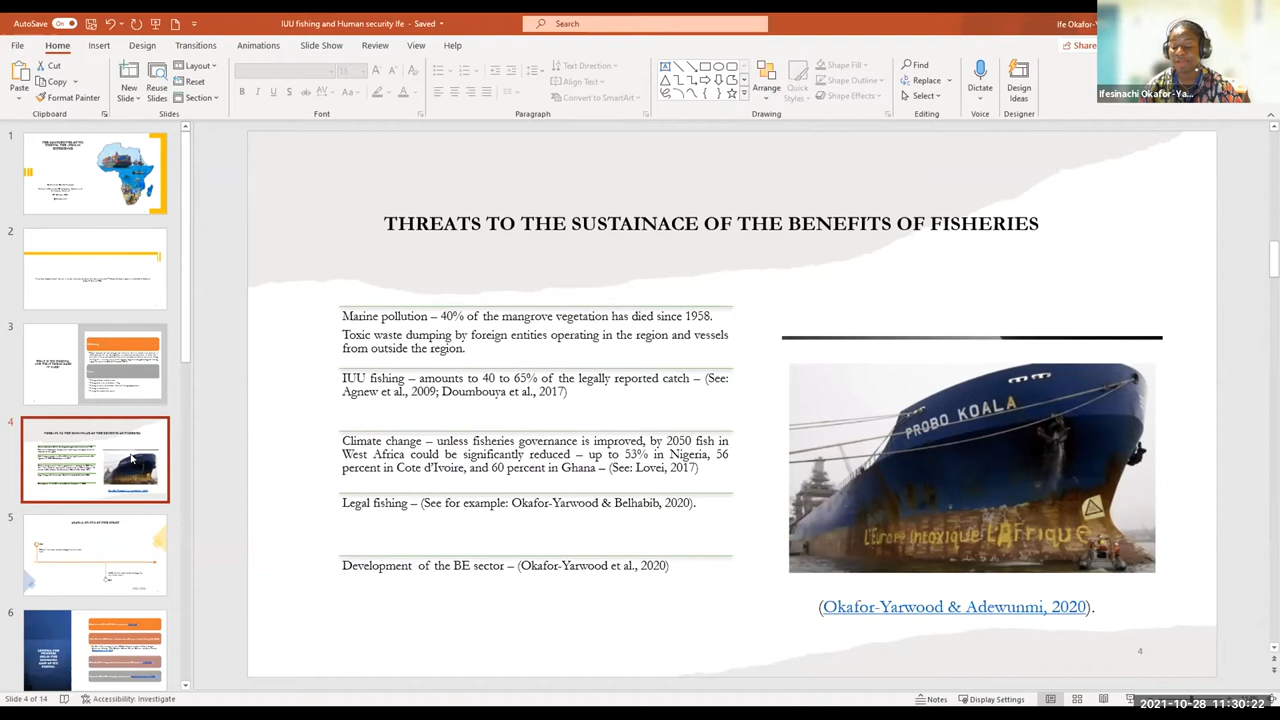 AutoSave On
IUU fishing and Human security Ife - Saved
Search
Ife Okafor-Ya
File Home Insert Design Transitions Animations Slide Show Review View Help
Share
Paste
Cut
Copy
Format Painter
Clipboard
New Slide
Reuse Slides
Layout
Reset
Section
Slides
Font
Text Direction
Align Text
Convert to SmartArt
Paragraph
Arrange
Quick Styles
Shape Fill
Shape Outline
Shape Effects
Drawing
Find
Replace
Select
Editing
Dictate
Voice
Design Ideas
Designer
Ifesinachi Okafor-Ya...
1
2
3
4
5
6
THREATS TO THE SUSTAINACE OF THE BENEFITS OF FISHERIES
Marine pollution – 40% of the mangrove vegetation has died since 1958.
Toxic waste dumping by foreign entities operating in the region and vessels
from outside the region.
IUU fishing – amounts to 40 to 65% of the legally reported catch – (See:
Agnew et al., 2009; Doumbouya et al., 2017)
Climate change – unless fisheries governance is improved, by 2050 fish in
West Africa could be significantly reduced – up to 53% in Nigeria, 56
percent in Cote d'Ivoire, and 60 percent in Ghana – (See: Lovei, 2017)
Legal fishing – (See for example: Okafor-Yarwood & Belhabib, 2020).
Development of the BE sector – (Okafor-Yarwood et al., 2020)
PROBO KOALA
L'Europe intoxique L'Afrique
(Okafor-Yarwood & Adewunmi, 2020).
4
Slide 4 of 14
Accessibility: Investigate
Notes
Display Settings
2021-10-28 11:30:22